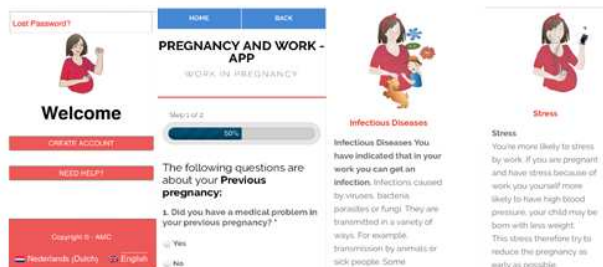 Lost Password?
Welcome
CREATE ACCOUNT
NEED HELP?
Copyright © - AMC
Nederlands (Dutch) English
HOME BACK
PREGNANCY AND WORK -
APP
WORK IN PREGNANCY
Step 1 of 2
50%
The following questions are
about your Previous
pregnancy:
1. Did you have a medical problem in
your previous pregnancy? *
Yes
No
Infectious Diseases
Infectious Diseases You
have indicated that in your
work you can get an
infection. Infections caused
by viruses, bacteria,
parasites or fungi. They are
transmitted in a variety of
ways. For example,
transmission by animals or
sick people. Some
Stress
Stress
You're more likely to stress
by work. If you are pregnant
and have stress because of
work you yourself more
likely to have high blood
pressure, your child may be
born with less weight.
This stress therefore try to
reduce the pregnancy as
early as possible.